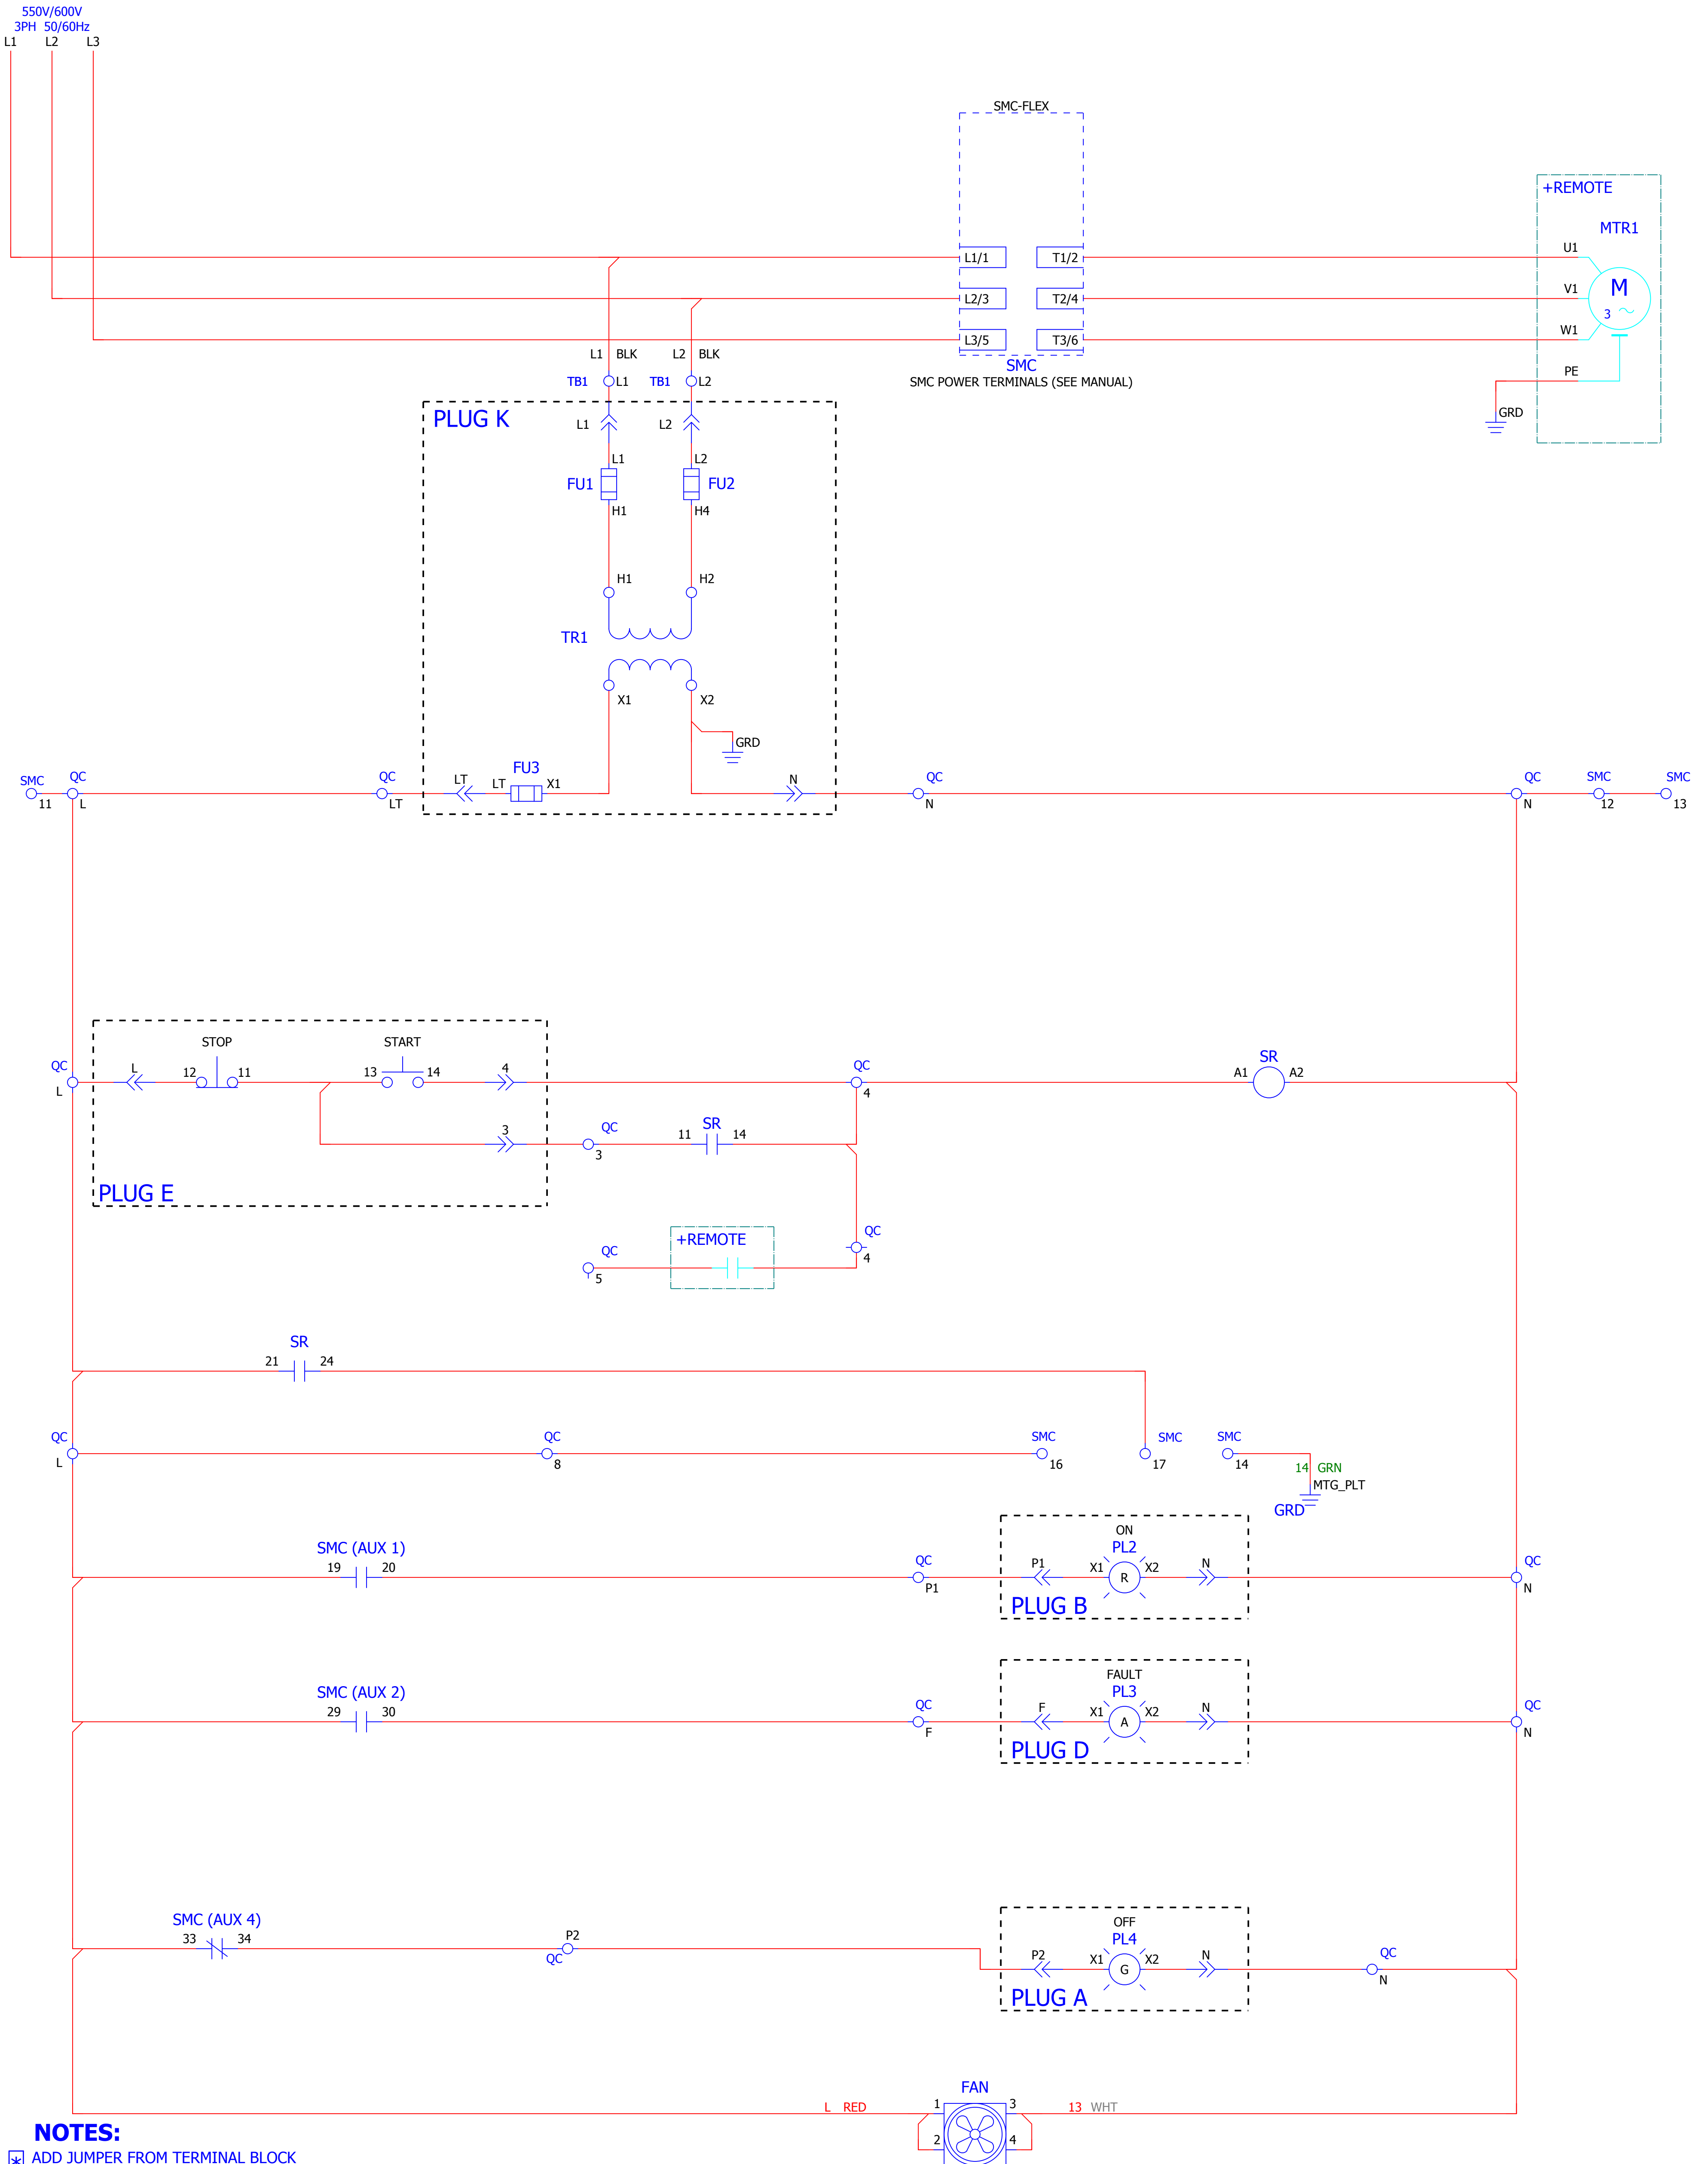 550V/600V
3PH 50/60Hz
L1 L2 L3
SMC-FLEX
+REMOTE
MTR1
U1
L1/1 T1/2
V1
M
3
L2/3 T2/4
W1
L3/5 T3/6
L1 BLK L2 BLK
SMC
PE
TB1 L1 TB1 L2
SMC POWER TERMINALS (SEE MANUAL)
GRD
PLUG K
L1 L2
L1 L2
FU1 FU2
H1 H4
H1 H2
TR1
X1 X2
GRD
FU3
SMC QC QC LT LT X1 N QC QC SMC SMC
11 L LT N N 12 13
STOP START
SR
QC L 12 11 13 14 4 QC A1 A2
L 4
SR
3 QC 11 14
3
PLUG E
QC
+REMOTE
QC 4
5
SR
21 24
QC QC SMC SMC SMC
L 8 16 17 14
14 GRN
MTG_PLT
GRD
ON
SMC (AUX 1) PL2
19 20 QC P1 X1 X2 N QC
R
P1 N
PLUG B
FAULT
SMC (AUX 2) PL3
29 30 QC F X1 X2 N QC
A
F N
PLUG D
SMC (AUX 4) OFF
33 34 P2 PL4
QC P2 X1 X2 N QC
G
N
PLUG A
FAN
L RED 1 3 13 WHT
2 4
NOTES:
* ADD JUMPER FROM TERMINAL BLOCK